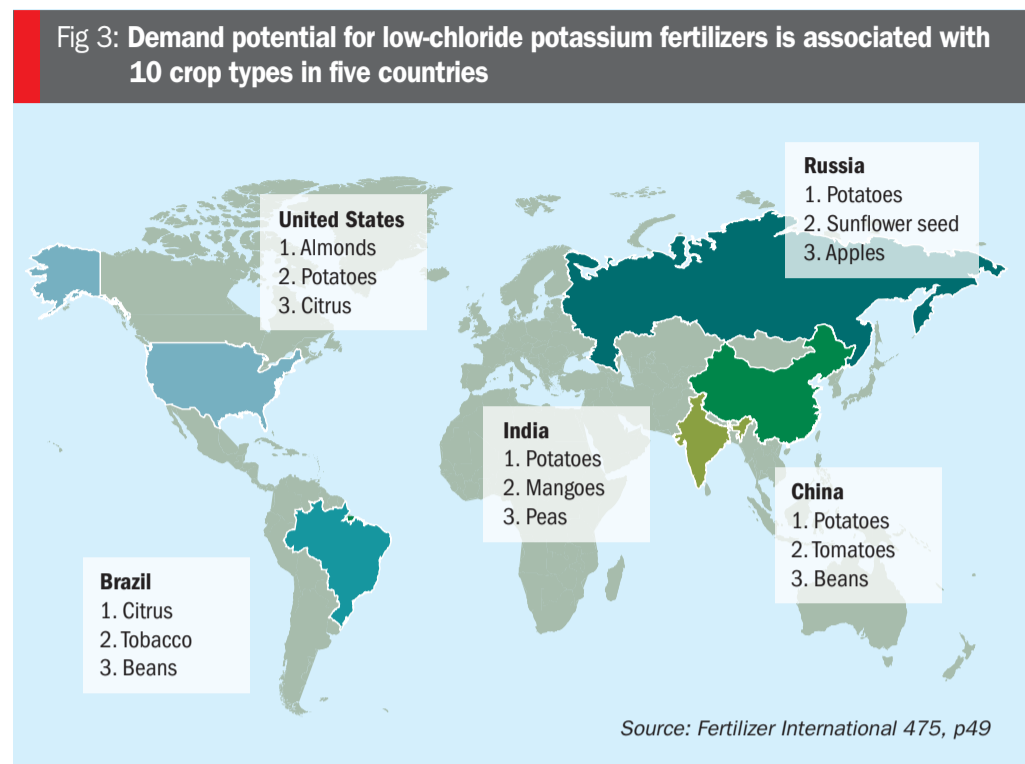 Fig 3: Demand potential for low-chloride potassium fertilizers is associated with
10 crop types in five countries
United States
1. Almonds
2. Potatoes
3. Citrus
Russia
1. Potatoes
2. Sunflower seed
3. Apples
India
1. Potatoes
2. Mangoes
3. Peas
China
1. Potatoes
2. Tomatoes
3. Beans
Brazil
1. Citrus
2. Tobacco
3. Beans
Source: Fertilizer International 475, p49